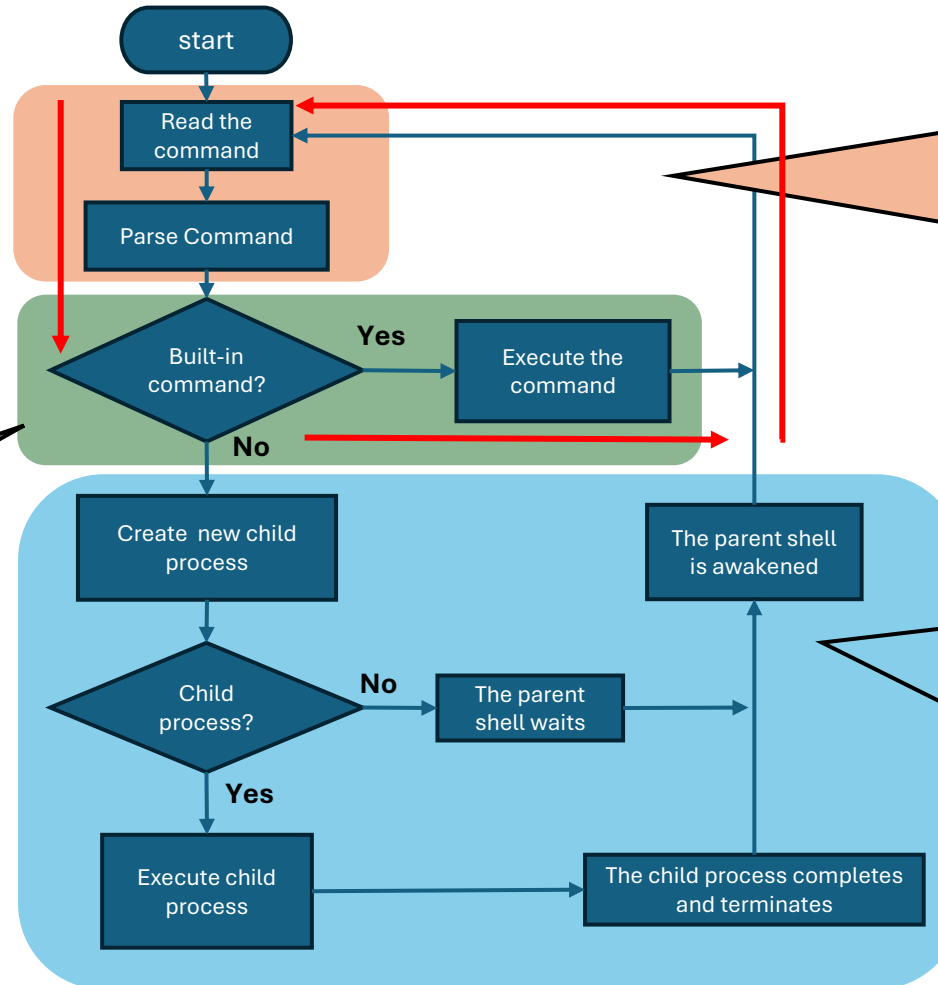 start
Read the
command
Parse Command
Built-in
command?
Yes
Execute the
command
No
Create  new child
process
The parent shell
is awakened
Child
process?
No
The parent
shell waits
Yes
Execute child
process
The child process completes
and terminates